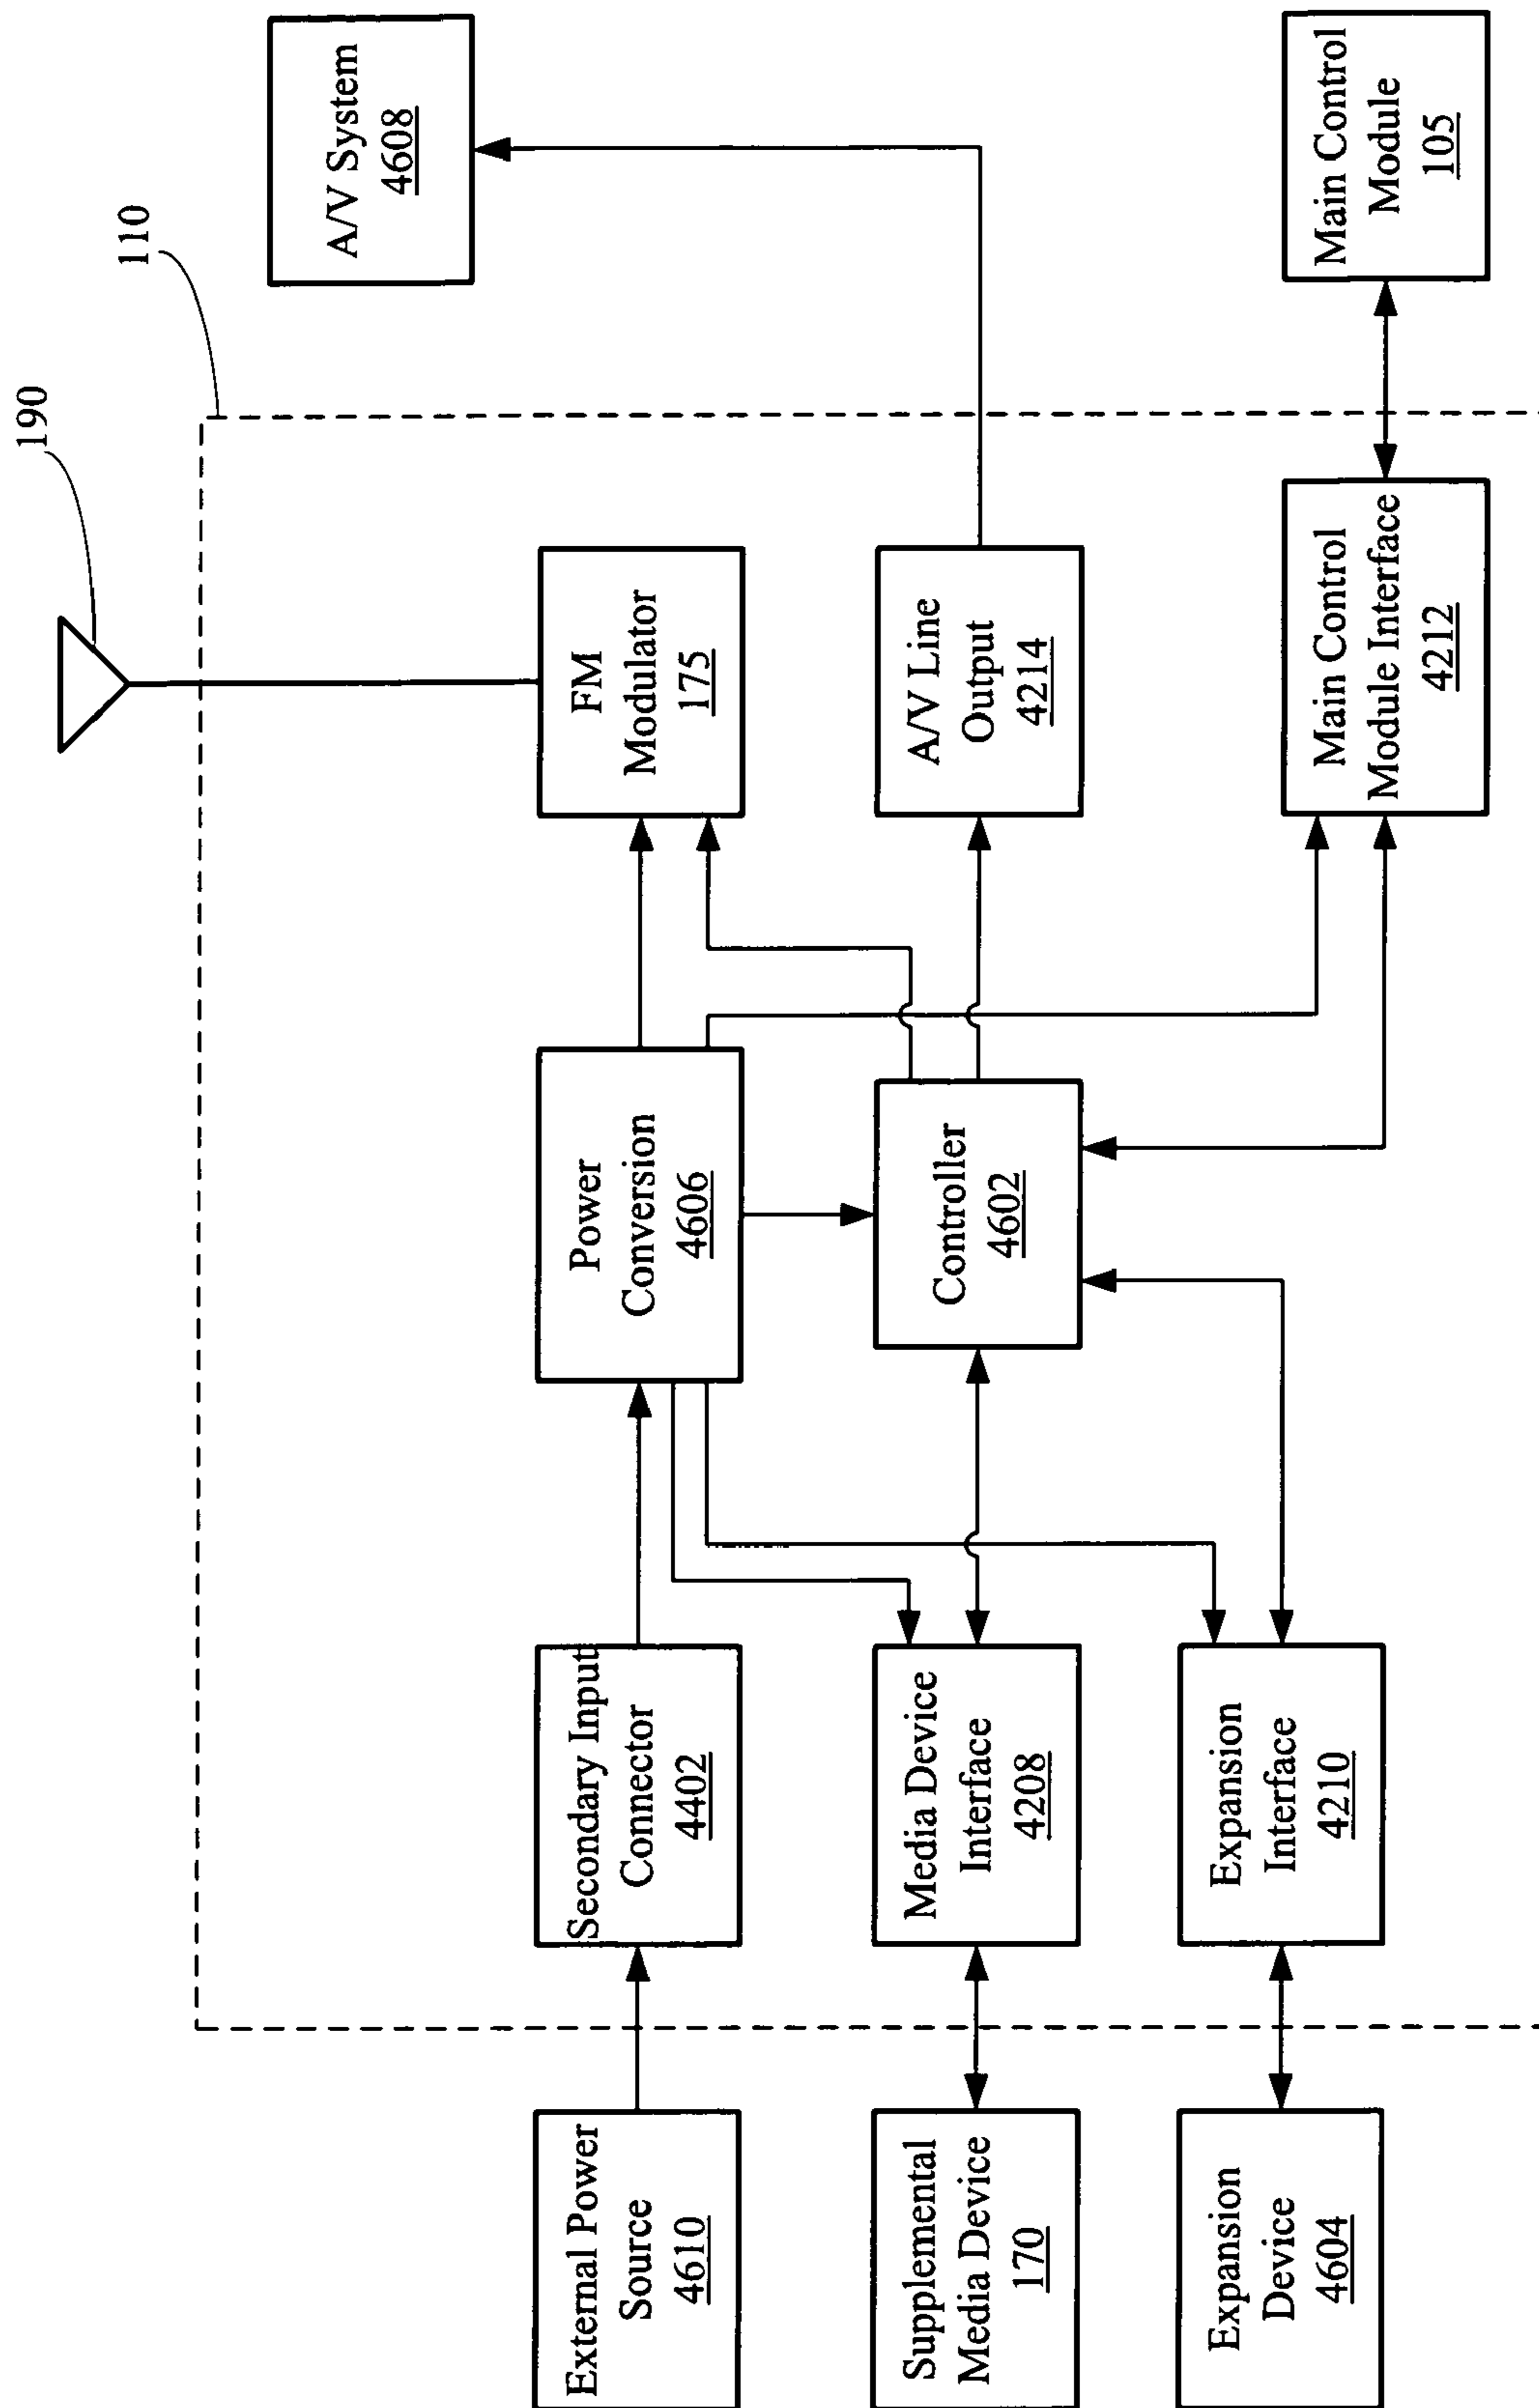 190
110
A/V System
4608
External Power
Source
4610
Secondary Input
Connector
4402
Power
Conversion
4606
FM
Modulator
175
Supplemental
Media Device
170
Media Device
Interface
4208
Controller
4602
A/V Line
Output
4214
Expansion
Device
4604
Expansion
Interface
4210
Main Control
Module Interface
4212
Main Control
Module
105